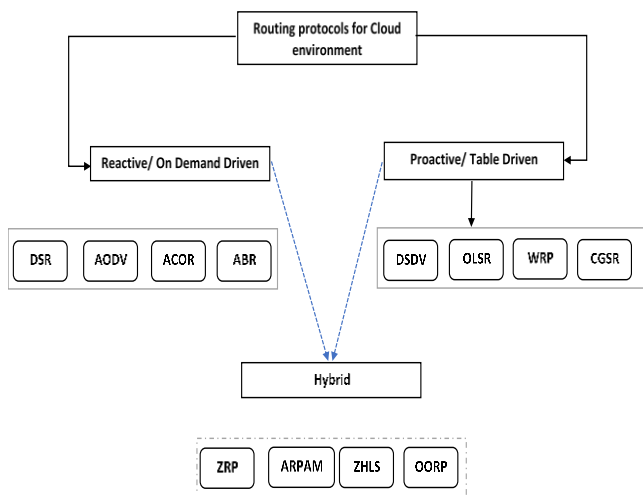 Routing protocols for Cloud
environment
Reactive/ On Demand Driven
Proactive/ Table Driven
DSR
AODV
ACOR
ABR
DSDV
OLSR
WRP
CGSR
Hybrid
ZRP
ARPAM
ZHLS
OORP